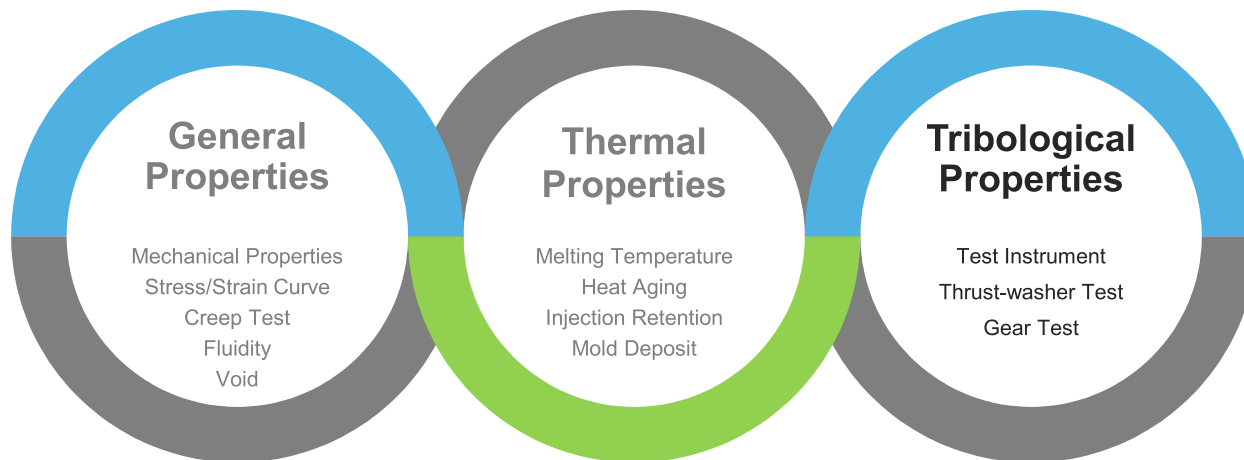 General
Properties
Mechanical Properties
Stress/Strain Curve
Creep Test
Fluidity
Void
Thermal
Properties
Melting Temperature
Heat Aging
Injection Retention
Mold Deposit
Tribological
Properties
Test Instrument
Thrust-washer Test
Gear Test